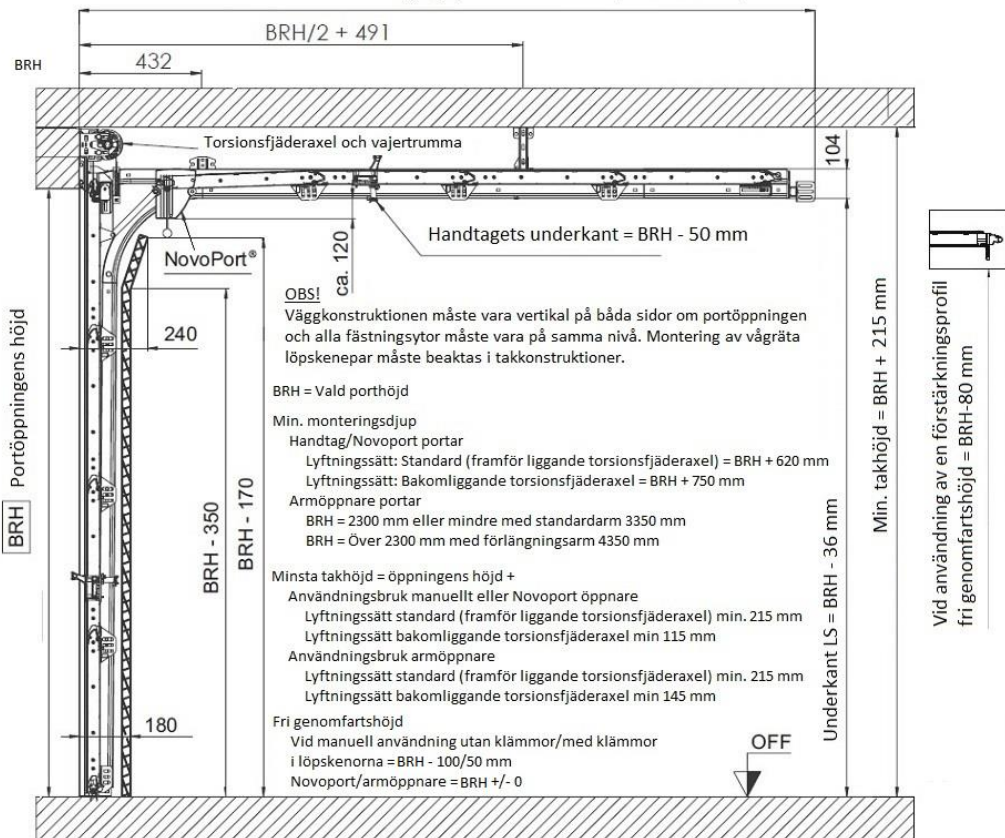 BRH/2 + 491
BRH
432
Torsionsfjäderaxel och vajertrumma
104
Handtagets underkant = BRH - 50 mm
NovoPort®
ca. 120
240
OBS!
Väggkonstruktionen måste vara vertikal på båda sidor om portöppningen
och alla fästningsytor måste vara på samma nivå. Montering av vågräta
löpskenepar måste beaktas i takkonstruktioner.
BRH = Vald porthöjd
Min. monteringsdjup
Handtag/Novoport portar
Lyftningssätt: Standard (framför liggande torsionsfjäderaxel) = BRH + 620 mm
Lyftningssätt: Bakomliggande torsionsfjäderaxel = BRH + 750 mm
Armöppnare portar
BRH = 2300 mm eller mindre med standardarm 3350 mm
BRH = Över 2300 mm med förlängningsarm 4350 mm
Minsta takhöjd = öppningens höjd +
Användningsbruk manuellt eller Novoport öppnare
Lyftningssätt standard (framför liggande torsionsfjäderaxel) min. 215 mm
Lyftningssätt bakomliggande torsionsfjäderaxel min 115 mm
Användningsbruk armöppnare
Lyftningssätt standard (framför liggande torsionsfjäderaxel) min. 215 mm
Lyftningssätt bakomliggande torsionsfjäderaxel min 145 mm
Fri genomfartshöjd
Vid manuell användning utan klämmor/med klämmor
i löpskenorna = BRH - 100/50 mm
Novoport/armöppnare = BRH +/- 0
BRH Portöppningens höjd
BRH - 350
BRH - 170
180
OFF
Underkant LS = BRH - 36 mm
Min. takhöjd = BRH + 215 mm
Vid användning av en förstärkningsprofil
fri genomfartshöjd = BRH-80 mm